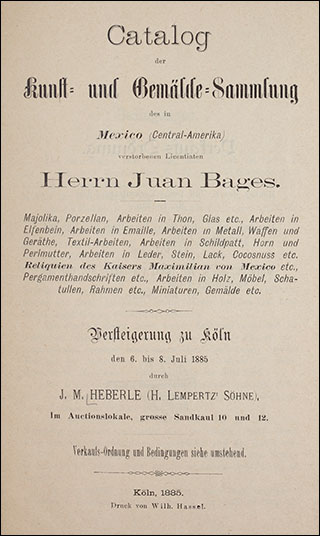 Catalog
der
Kunst- und Gemälde-Sammlung
des in
Mexico (Central-Amerika)
verstorbenen Licentiaten
Herrn Juan Bages.
Majolika, Porzellan, Arbeiten in Thon, Glas etc., Arbeiten in
Elfenbein, Arbeiten in Emaille, Arbeiten in Metall, Waffen und
Geräthe, Textil-Arbeiten, Arbeiten in Schildpatt, Horn und
Perlmutter, Arbeiten in Leder, Stein, Lack, Cocosnuss etc.
Reliquien des Kaisers Maximilian von Mexico etc.,
Pergamenthandschriften etc., Arbeiten in Holz, Möbel, Scha-
tullen, Rahmen etc., Miniaturen, Gemälde etc.
Versteigerung zu Köln
den 6. bis 8. Juli 1885
durch
J. M. HEBERLE (H. LEMPERTZ' SÖHNE),
Im Auctionslokale, grosse Sandkaul 10 und 12.
Verkaufs-Ordnung und Bedingungen siehe umstehend.
Köln, 1885.
Druck von Wilh. Hassel.